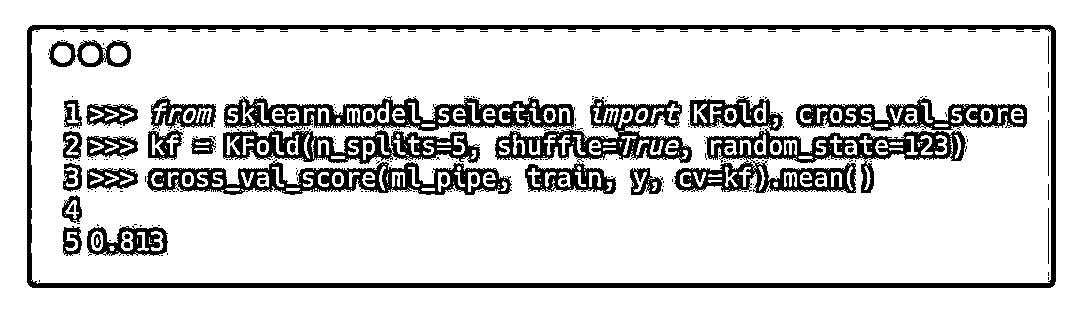 1 >>> from sklearn.model_selection import KFold, cross_val_score
2 >>> kf = KFold(n_splits=5, shuffle=True, random_state=123)
3 >>> cross_val_score(ml_pipe, train, y, cv=kf).mean()
4
5 0.813